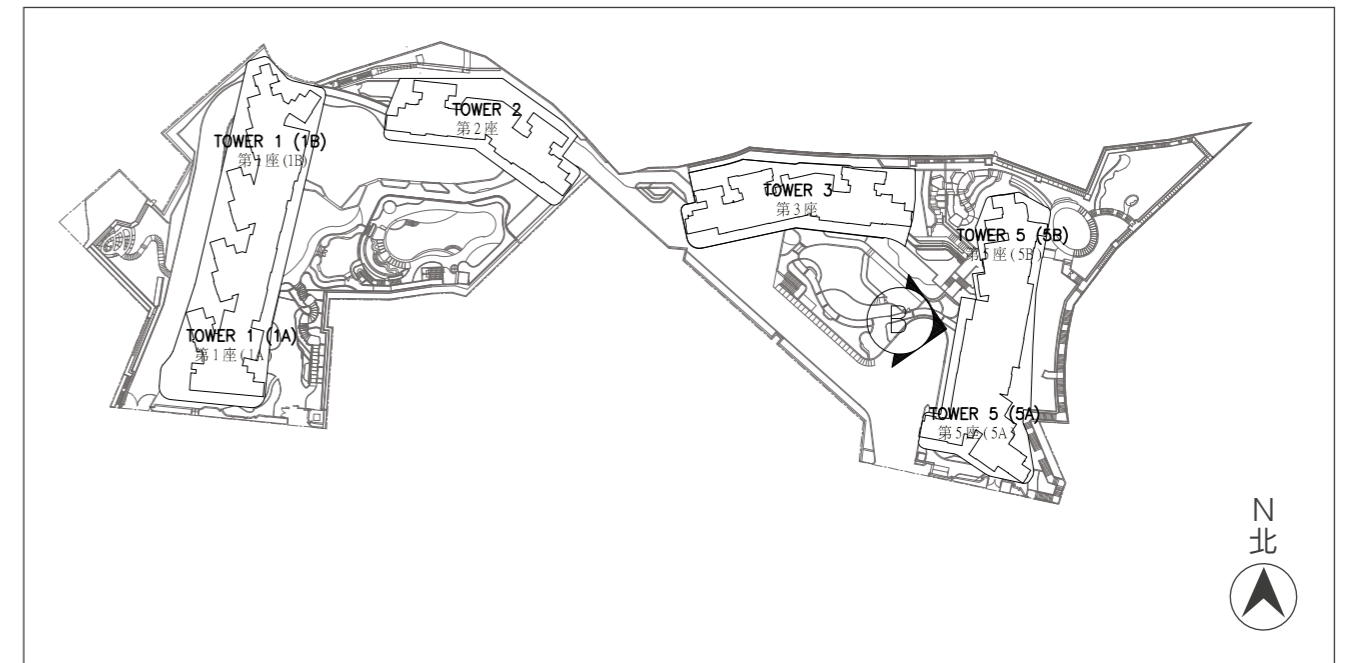 TOWER 2
第2座
TOWER 1 (1B)
第1座(1B)
TOWER 3
第3座
TOWER 5 (5B)
第5座(5B)
B
TOWER 1 (1A)
第1座(1A)
TOWER 5 (5A)
第5座(5A)
N
北